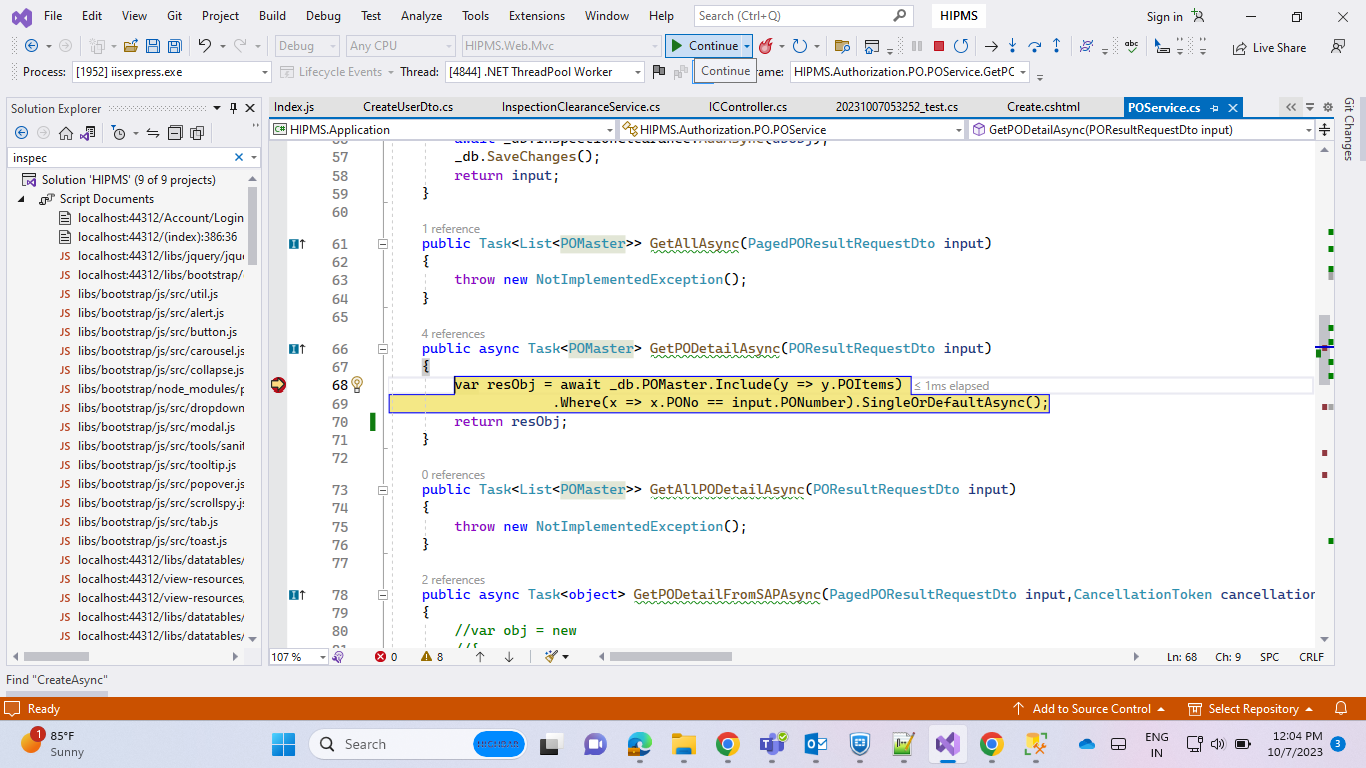 File Edit View Git Project Build Debug Test Analyze Tools Extensions Window Help Search (Ctrl+Q) HIPMS Sign in
Debug Any CPU HIPMS.Web.Mvc Continue Live Share
Process: [1952] iisexpress.exe Lifecycle Events Thread: [4844] .NET ThreadPool Worker Continue rame: HIPMS.Authorization.PO.POService.GetPO
Solution Explorer
inspec
Solution 'HIPMS' (9 of 9 projects)
Script Documents
localhost:44312/Account/Login
localhost:44312/(index):386:36
JS localhost:44312/libs/jquery/jque
JS localhost:44312/libs/bootstrap/
JS libs/bootstrap/js/src/util.js
JS libs/bootstrap/js/src/alert.js
JS libs/bootstrap/js/src/button.js
JS libs/bootstrap/js/src/carousel.js
JS libs/bootstrap/js/src/collapse.js
JS libs/bootstrap/node_modules/p
JS libs/bootstrap/js/src/dropdown
JS libs/bootstrap/js/src/modal.js
JS libs/bootstrap/js/src/tools/sanit
JS libs/bootstrap/js/src/tooltip.js
JS libs/bootstrap/js/src/popover.js
JS libs/bootstrap/js/src/scrollspy.js
JS libs/bootstrap/js/src/tab.js
JS libs/bootstrap/js/src/toast.js
JS localhost:44312/libs/datatables/
JS localhost:44312/view-resources,
JS localhost:44312/view-resources,
JS localhost:44312/libs/datatables/
JS localhost:44312/libs/datatables/
Index.js CreateUserDto.cs InspectionClearanceService.cs ICController.cs 20231007053252_test.cs Create.cshtml POService.cs
C# HIPMS.Application HIPMS.Authorization.PO.POService GetPODetailAsync(POResultRequestDto input)
56 await _db.InspectionClearance.AddAsync(dbObj);
57 _db.SaveChanges();
58 return input;
59 }
60
1 reference
61 public Task<List<POMaster>> GetAllAsync(PagedPOResultRequestDto input)
62 {
63 throw new NotImplementedException();
64 }
65
4 references
66 public async Task<POMaster> GetPODetailAsync(POResultRequestDto input)
67 {
68 var resObj = await _db.POMaster.Include(y => y.POItems) ≤ 1ms elapsed
69 .Where(x => x.PONo == input.PONumber).SingleOrDefaultAsync();
70 return resObj;
71 }
72
0 references
73 public Task<List<POMaster>> GetAllPODetailAsync(POResultRequestDto input)
74 {
75 throw new NotImplementedException();
76 }
77
2 references
78 public async Task<object> GetPODetailFromSAPAsync(PagedPOResultRequestDto input,CancellationToken cancellation
79 {
80 //var obj = new
81 //{
107 % 0 8 Ln: 68 Ch: 9 SPC CRLF
Git Changes
Find "CreateAsync"
Ready Add to Source Control Select Repository
1 85°F
Sunny
Search
ENG
IN
12:04 PM
10/7/2023
3